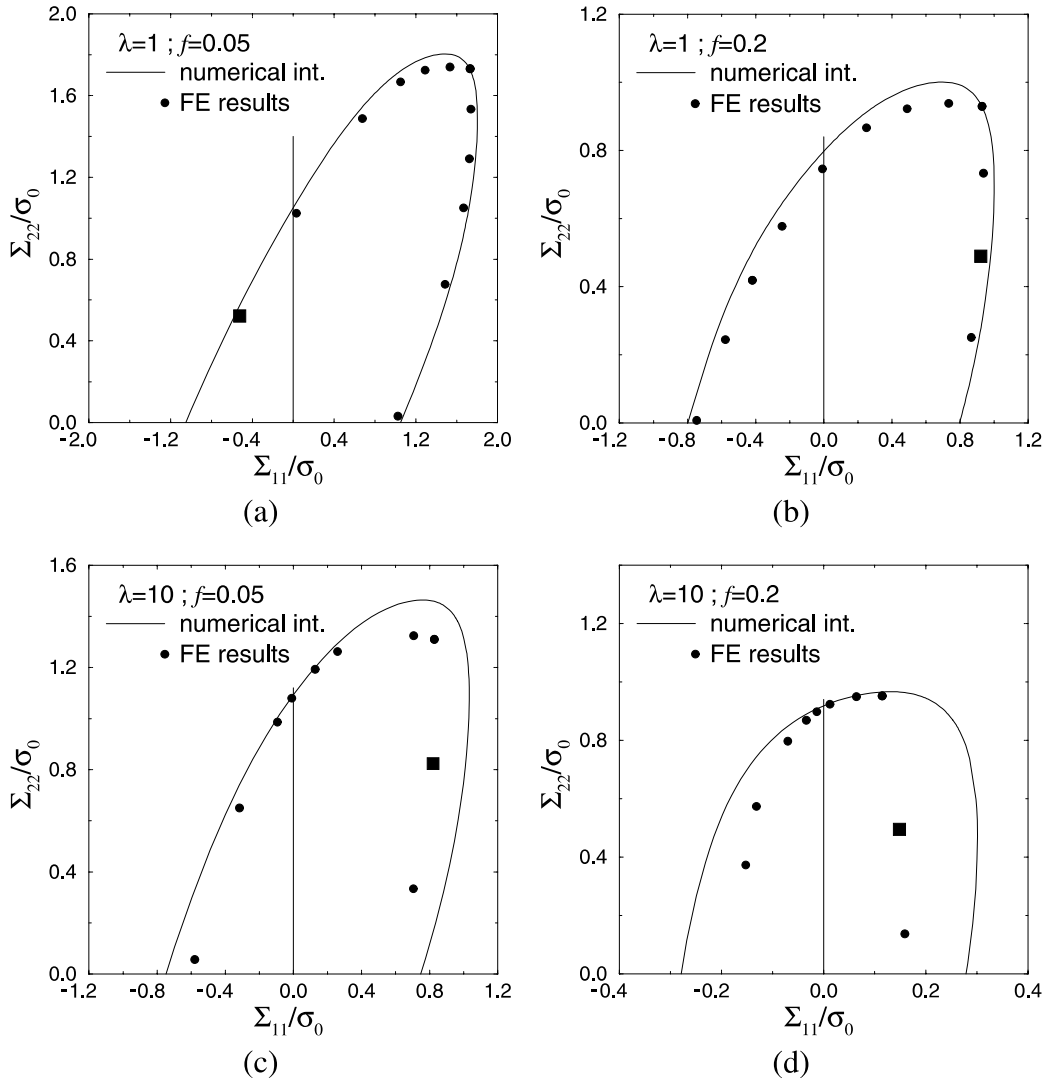 λ=1 ; f=0.05
numerical int.
FE results
2.0
1.6
1.2
0.8
0.4
0.0
Σ22/σ0
-2.0 -1.2 -0.4 0.4 1.2 2.0
Σ11/σ0
(a)
λ=1 ; f=0.2
numerical int.
FE results
1.2
0.8
0.4
0.0
Σ22/σ0
-1.2 -0.8 -0.4 0.0 0.4 0.8 1.2
Σ11/σ0
(b)
λ=10 ; f=0.05
numerical int.
FE results
1.6
1.2
0.8
0.4
0.0
Σ22/σ0
-1.2 -0.8 -0.4 0.0 0.4 0.8 1.2
Σ11/σ0
(c)
λ=10 ; f=0.2
numerical int.
FE results
1.2
0.8
0.4
0.0
Σ22/σ0
-0.4 -0.2 0.0 0.2 0.4
Σ11/σ0
(d)